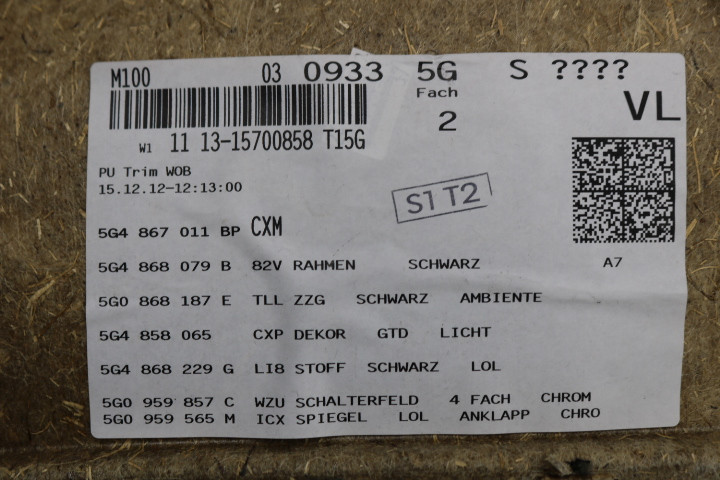 M100 03 0933 5G S ????
Fach
VL
2
W1 11 13-15700858 T15G
PU Trim WOB
15.12.12-12:13:00
S1 T2
5G4 867 011 BP CXM
5G4 868 079 B 82V RAHMEN SCHWARZ A7
5G0 868 187 E TLL ZZG SCHWARZ AMBIENTE
5G4 858 065 CXP DEKOR GTD LICHT
5G4 868 229 G LI8 STOFF SCHWARZ LOL
5G0 959 857 C WZU SCHALTERFELD 4 FACH CHROM
5G0 959 565 M ICX SPIEGEL LOL ANKLAPP CHRO